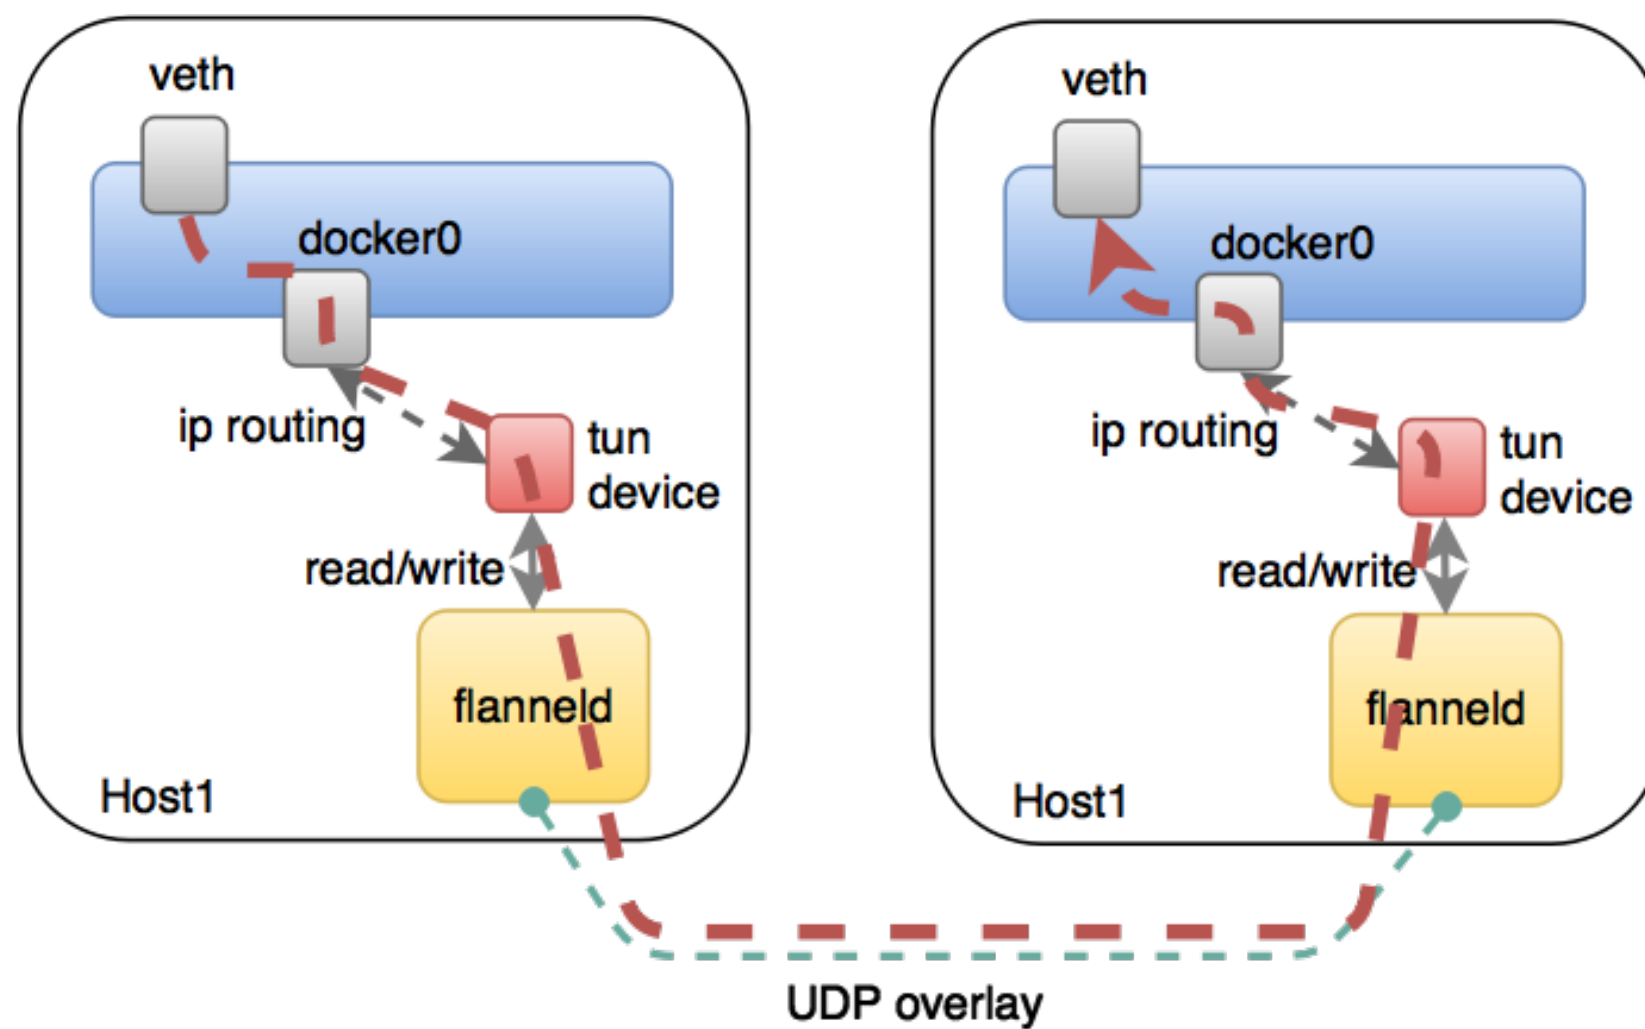 veth
docker0
ip routing
tun
device
read/write
flanneld
Host1
veth
docker0
ip routing
tun
device
read/write
flanneld
Host1
UDP overlay